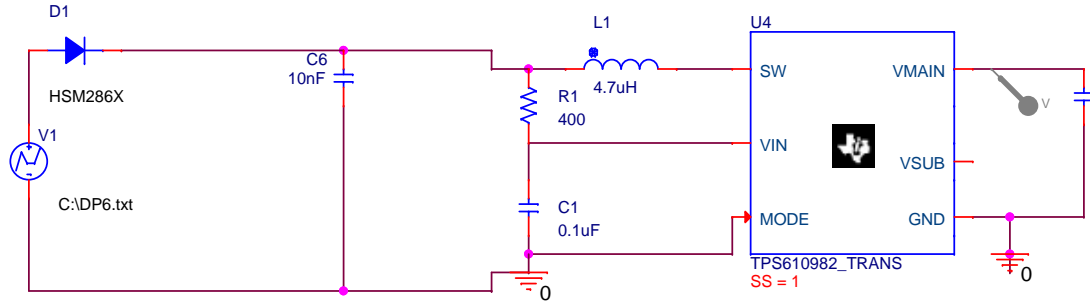 D1
HSM286X
V1
C:\DP6.txt
C6
10nF
L1
4.7uH
R1
400
C1
0.1uF
0
U4
SW
VIN
MODE
VMAIN
VSUB
GND
TPS610982_TRANS
SS = 1
V
0